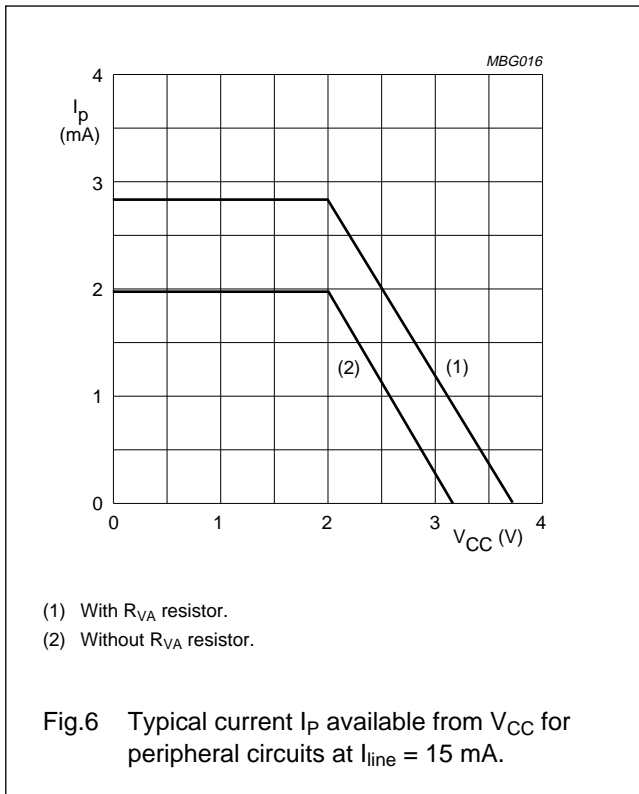 MBG016
4
I_p
(mA)
3
2
1
0
(2)
(1)
0
1
2
3
4
V_CC (V)
(1) With R_VA resistor.
(2) Without R_VA resistor.
Fig.6 Typical current I_P available from V_CC for
peripheral circuits at I_line = 15 mA.